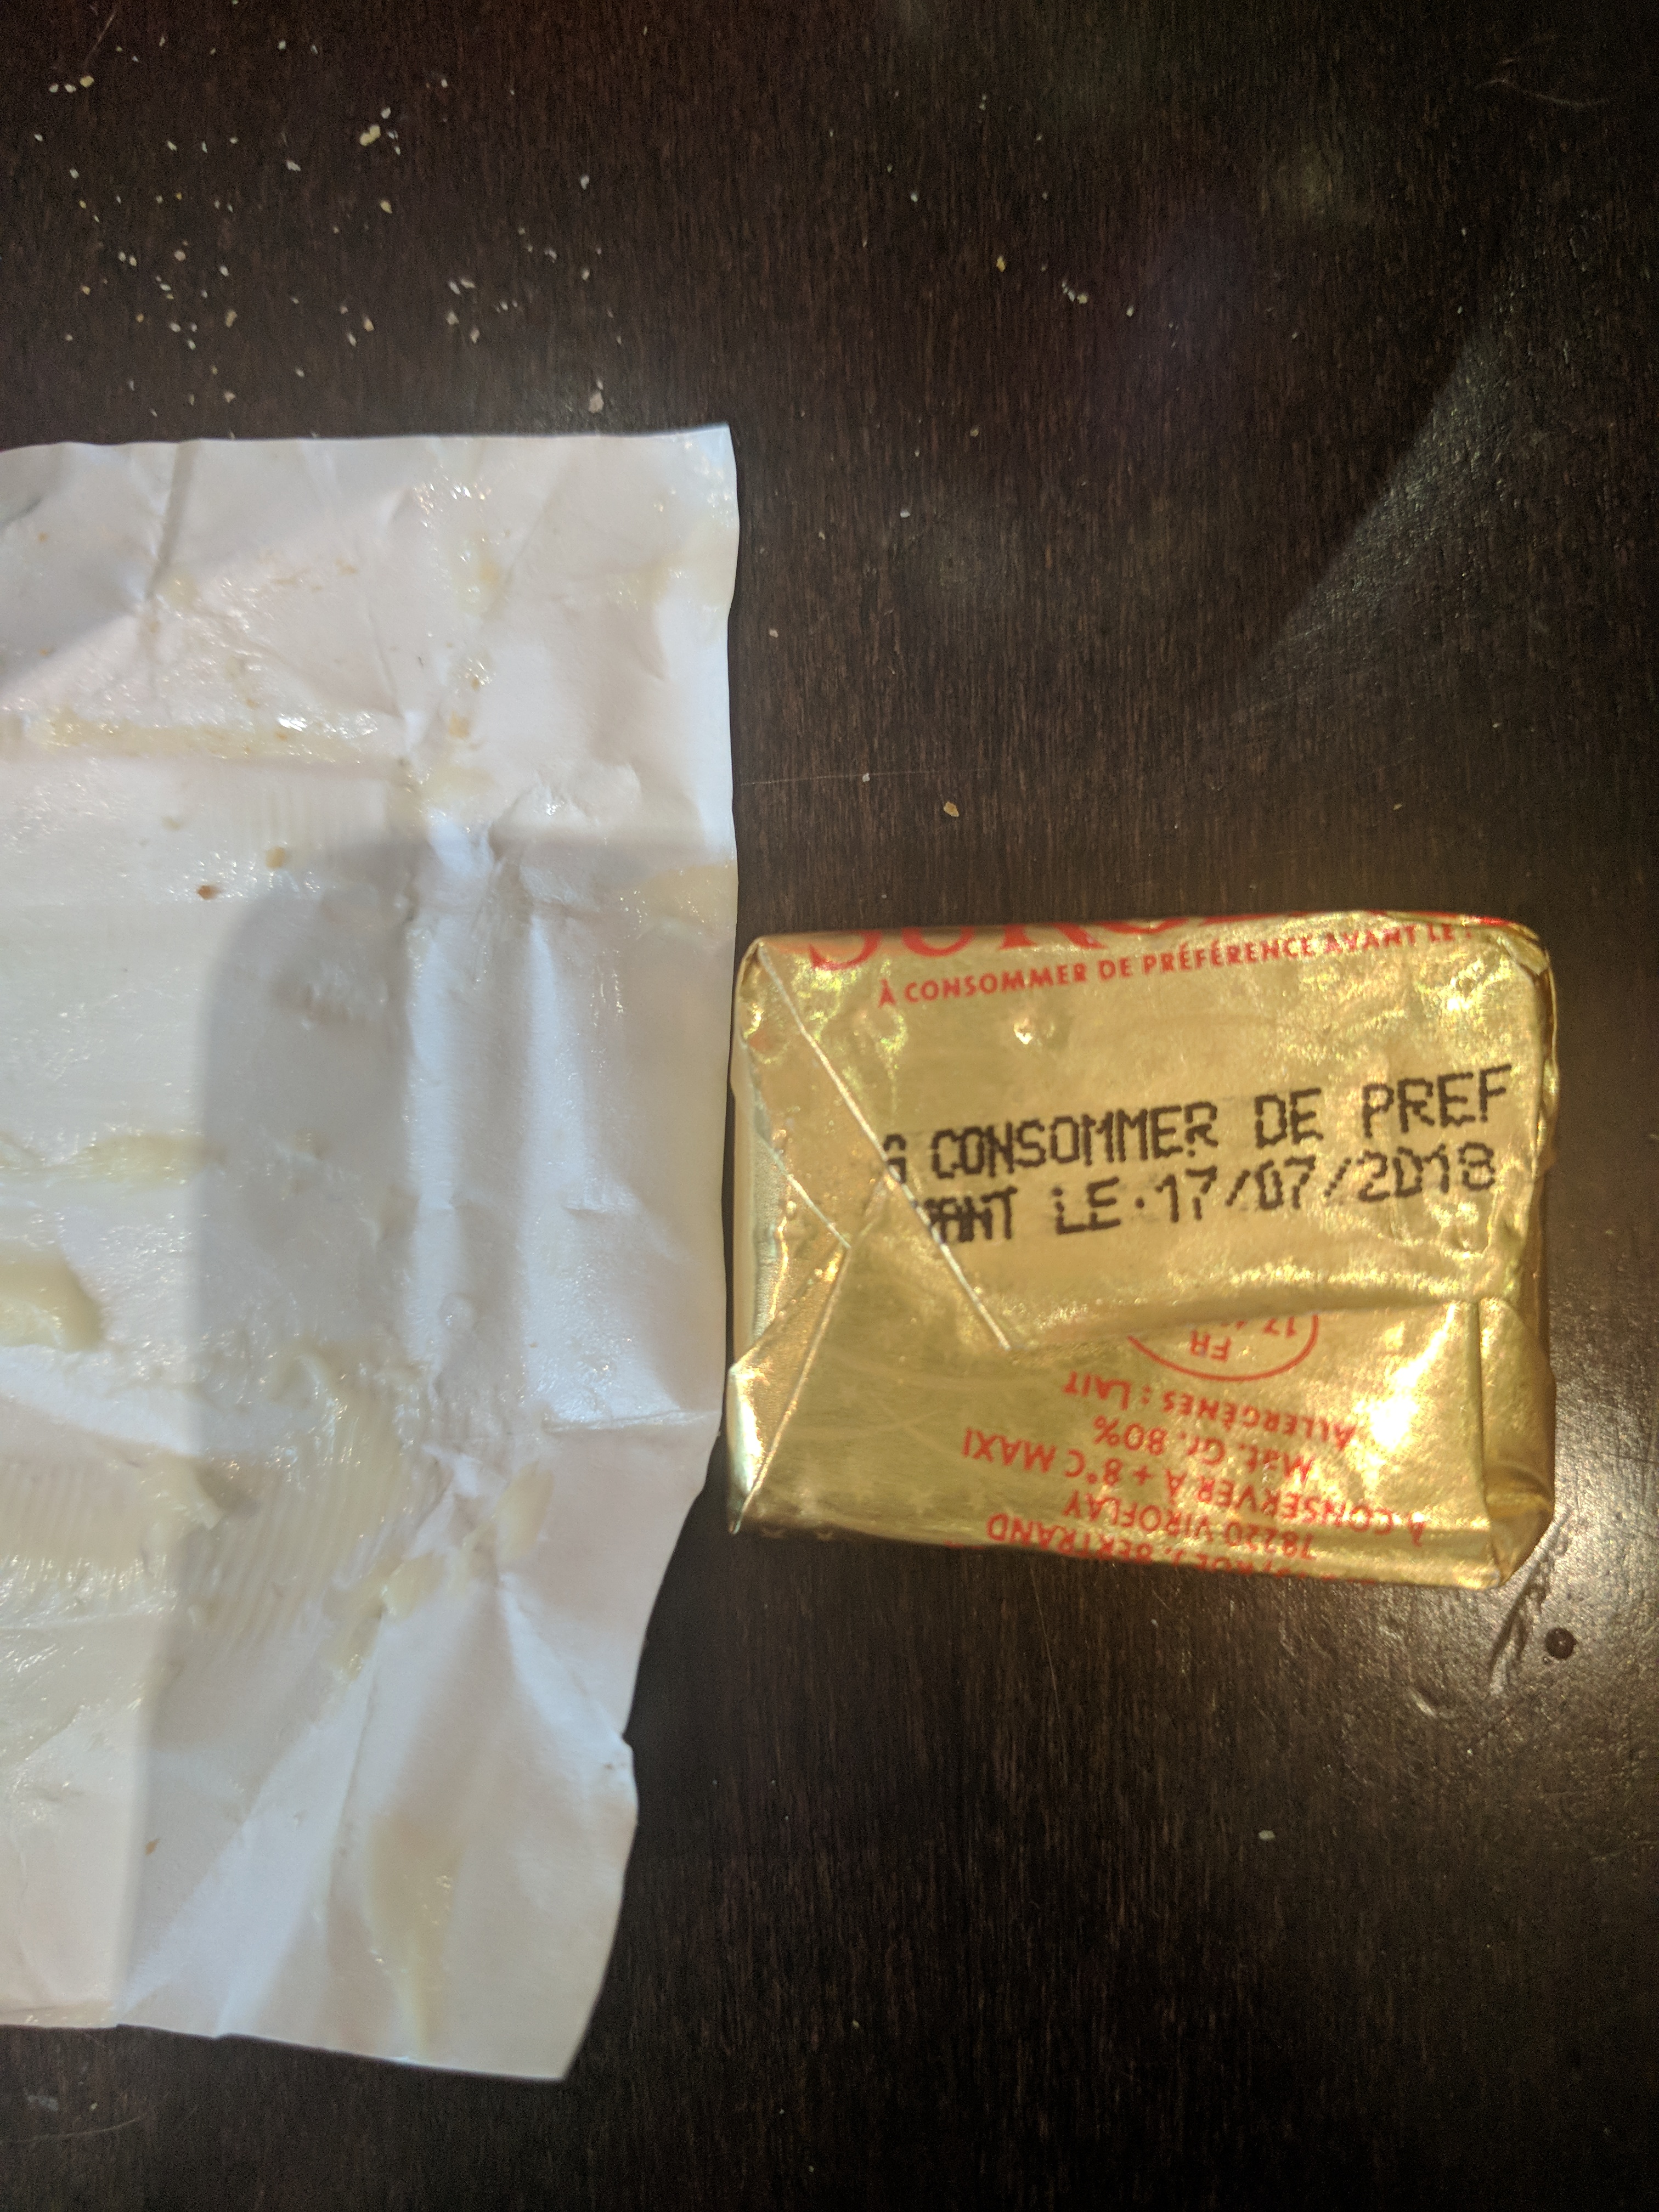 À CONSOMMER DE PRÉFÉRENCE AVANT LE :
CONSOMMER DE PREF
LE 17/07/2018
78220 VIROFLAY
À CONSERVER À + 8°C MAXI
Mat. Gr. 80%
ALLERGÈNES : LAIT
FR